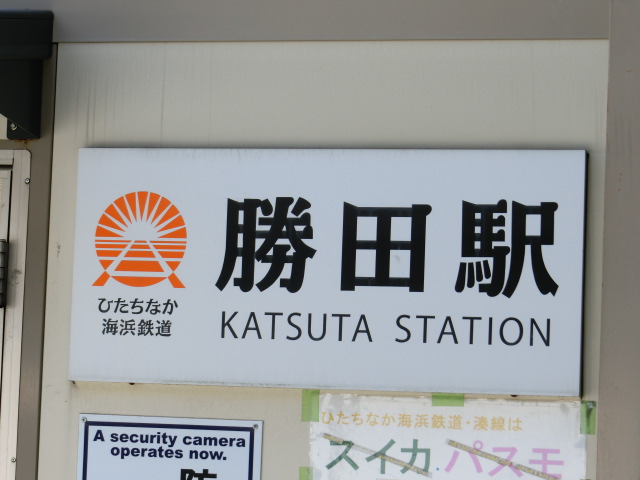 勝田駅
ひたちなか
海浜鉄道
KATSUTA STATION
A security camera
operates now.
ひたちなか海浜鉄道・湊線は
スイカ.パスモ